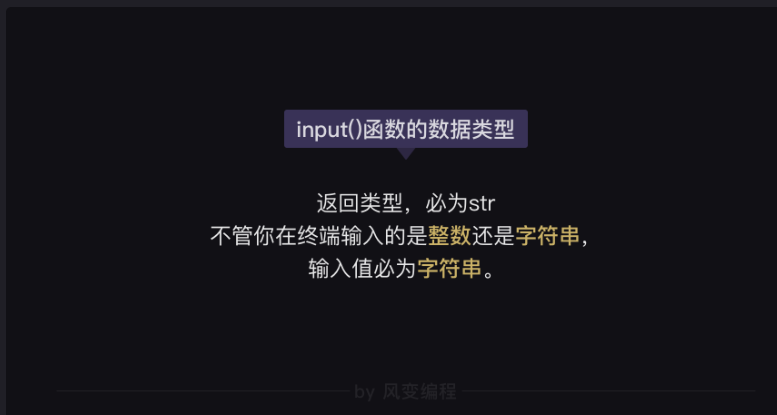 input()函数的数据类型
返回类型，必为str
不管你在终端输入的是整数还是字符串，
输入值必为字符串。
by 风变编程